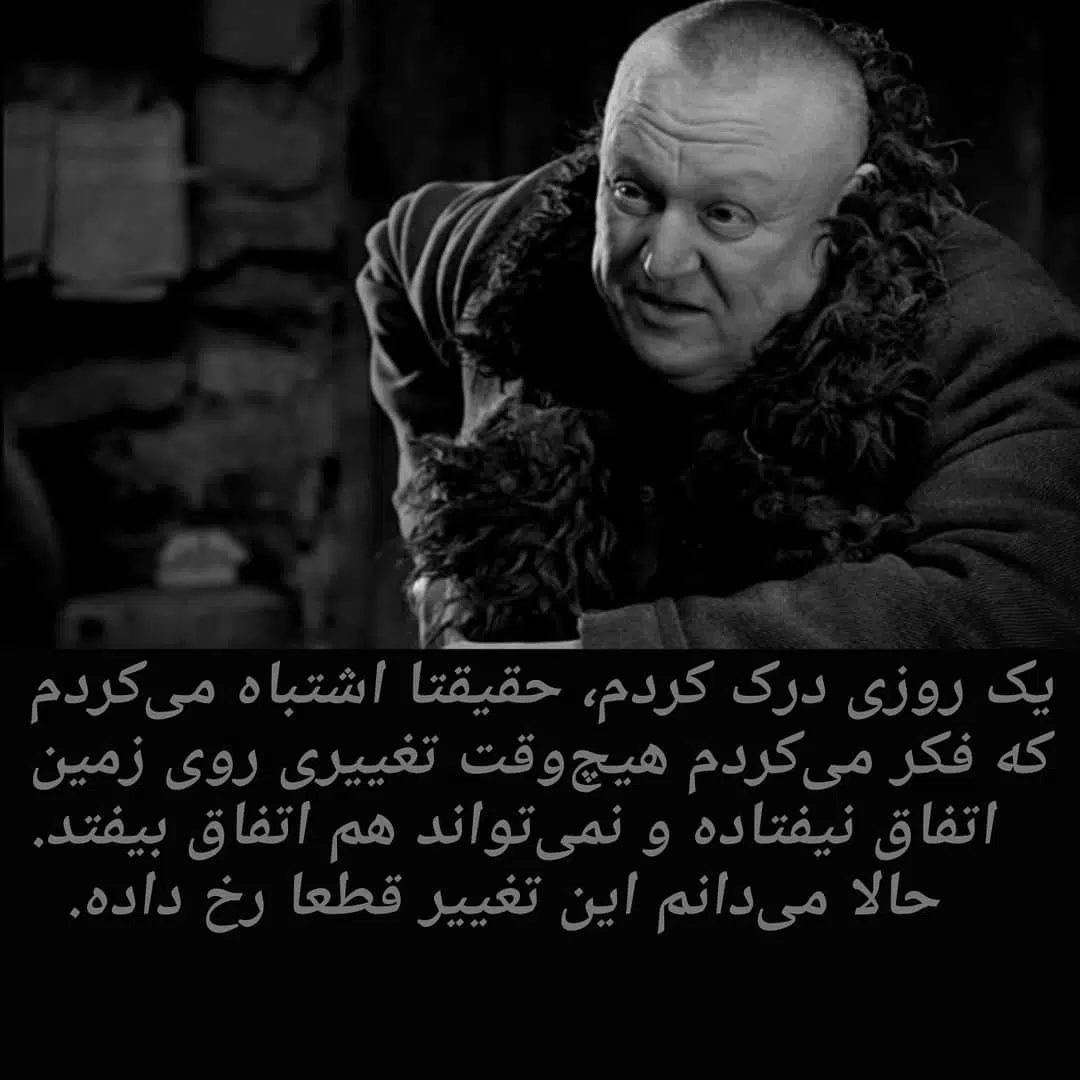 یک روزی درک کردم، حقیقتا اشتباه می‌کردم
که فکر می‌کردم هیچ‌وقت تغییری روی زمین
اتفاق نیفتاده و نمی‌تواند هم اتفاق بیفتد.
حالا می‌دانم این تغییر قطعا رخ داده.